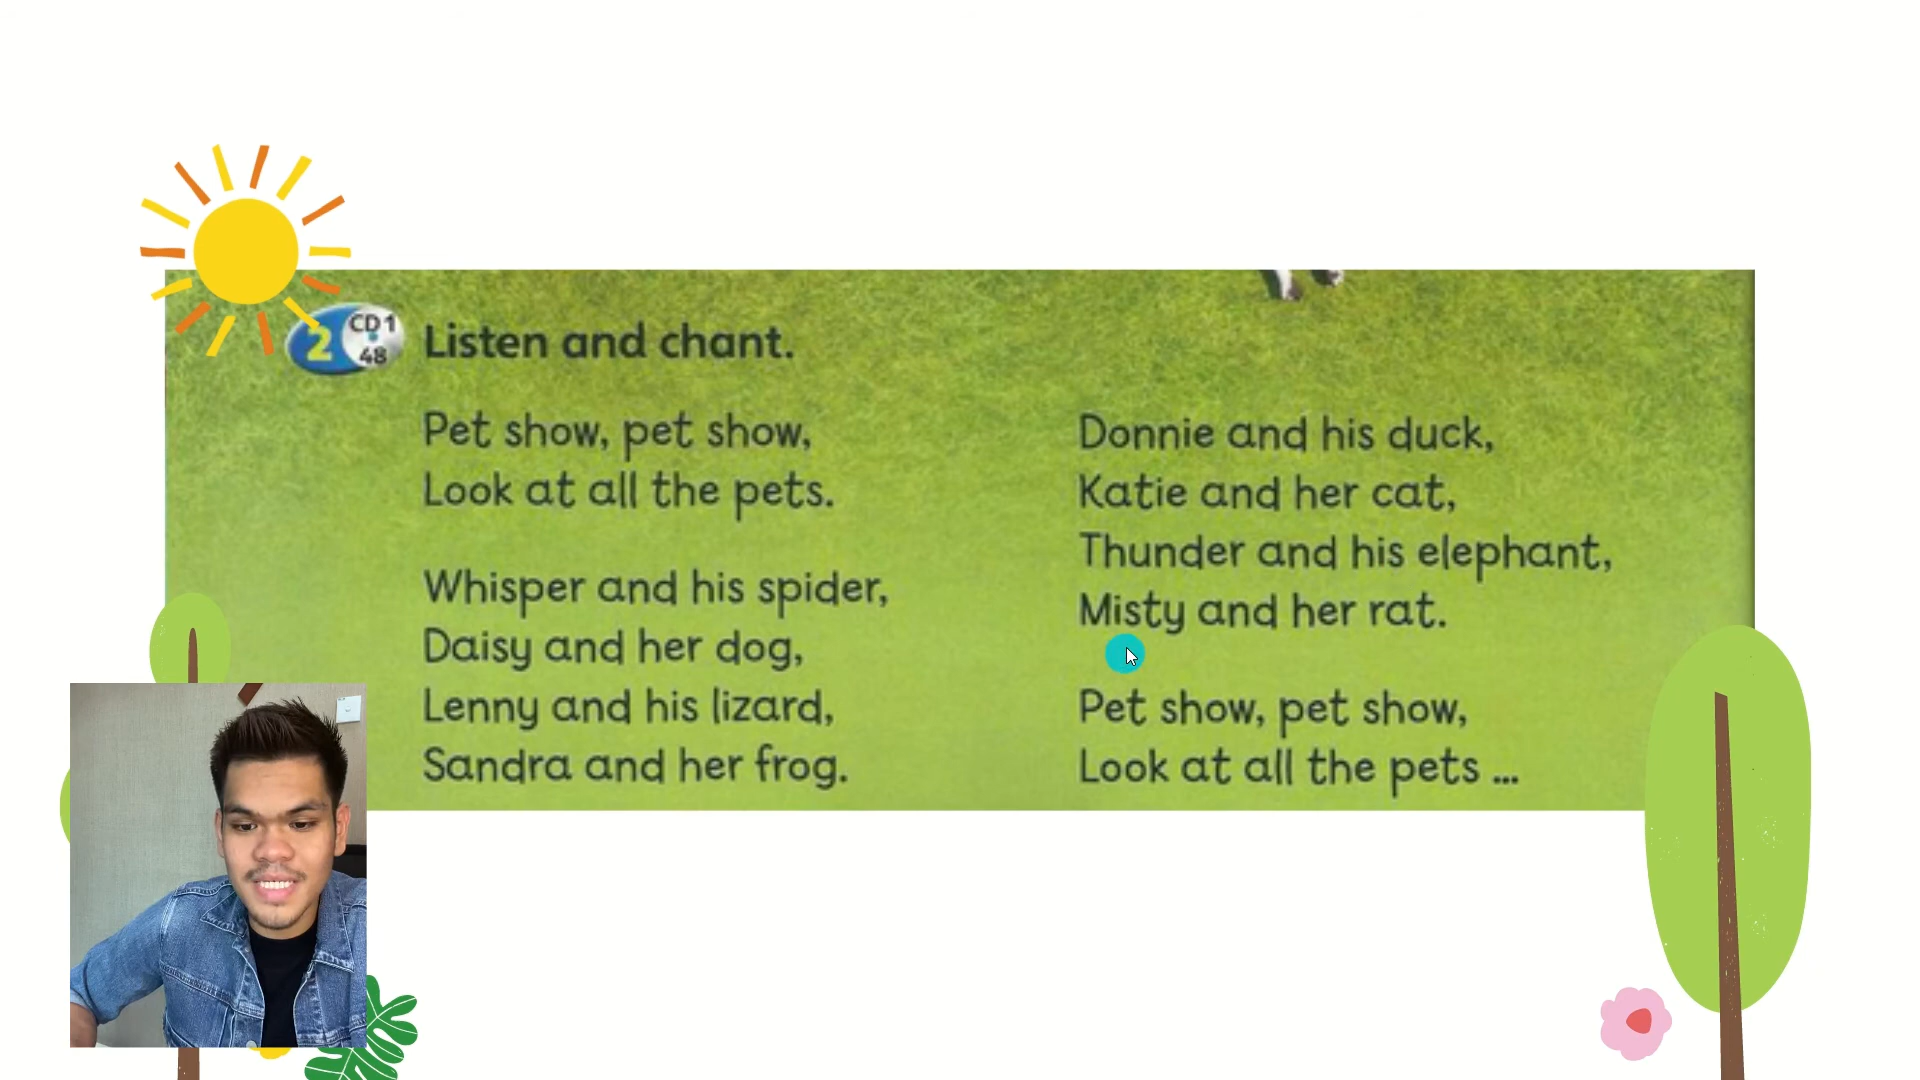 2 CD1 48 Listen and chant.
Pet show, pet show,
Look at all the pets.
Whisper and his spider,
Daisy and her dog,
Lenny and his lizard,
Sandra and her frog.
Donnie and his duck,
Katie and her cat,
Thunder and his elephant,
Misty and her rat.
Pet show, pet show,
Look at all the pets ...